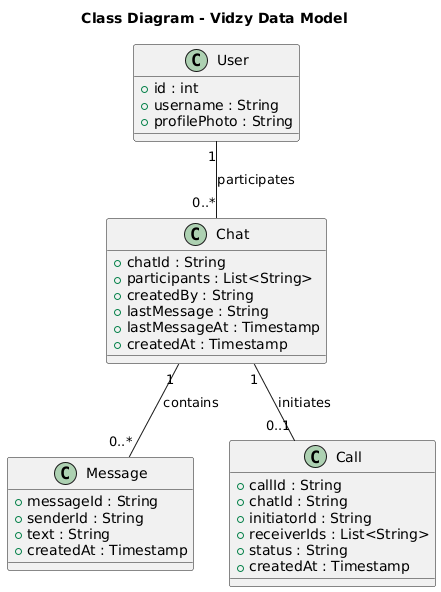 Class Diagram - Vidzy Data Model
C User
id : int
username : String
profilePhoto : String
1
participates
0..*
C Chat
chatId : String
participants : List<String>
createdBy : String
lastMessage : String
lastMessageAt : Timestamp
createdAt : Timestamp
1
contains
0..*
1
initiates
0..1
C Message
messageId : String
senderId : String
text : String
createdAt : Timestamp
C Call
callId : String
chatId : String
initiatorId : String
receiverIds : List<String>
status : String
createdAt : Timestamp